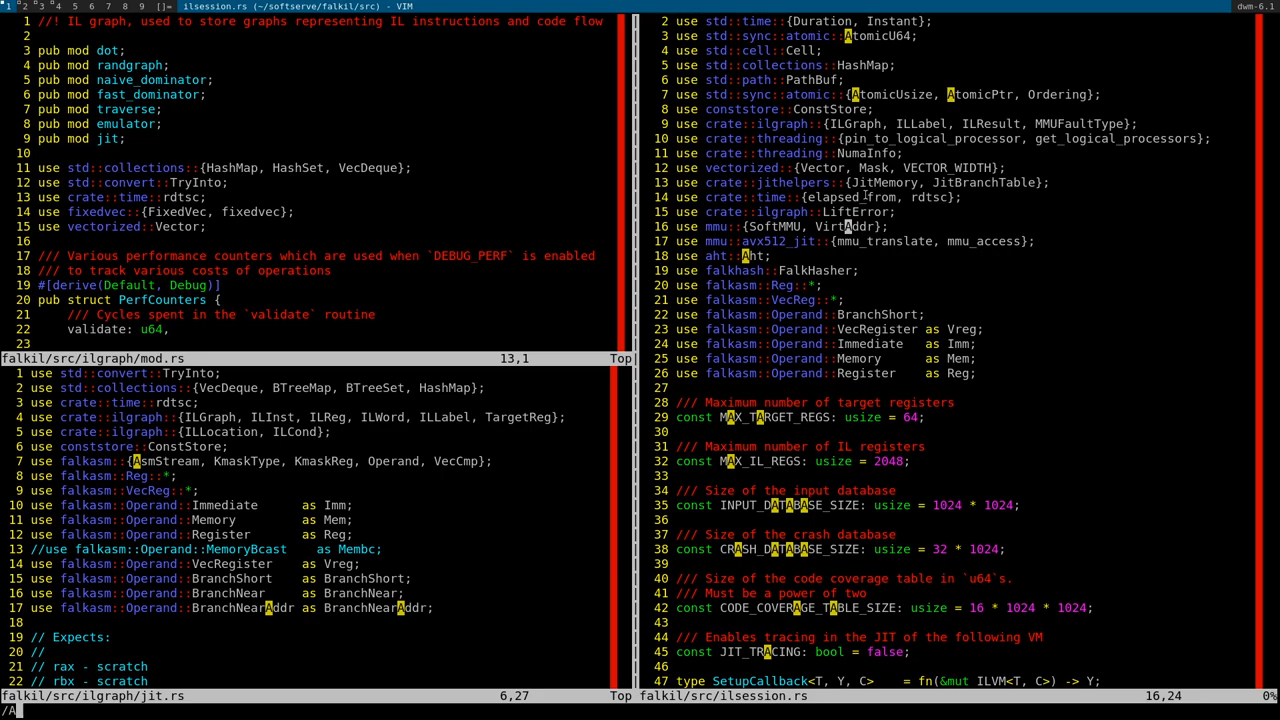 1 2 3 4 5 6 7 8 9 []= ilsession.rs (~/softserve/falkil/src) - VIM dwm-6.1
1 //! IL graph, used to store graphs representing IL instructions and code flow
2
3 pub mod dot;
4 pub mod randgraph;
5 pub mod naive_dominator;
6 pub mod fast_dominator;
7 pub mod traverse;
8 pub mod emulator;
9 pub mod jit;
10
11 use std::collections::{HashMap, HashSet, VecDeque};
12 use std::convert::TryInto;
13 use crate::time::rdtsc;
14 use fixedvec::{FixedVec, fixedvec};
15 use vectorized::Vector;
16
17 /// Various performance counters which are used when `DEBUG_PERF` is enabled
18 /// to track various costs of operations
19 #[derive(Default, Debug)]
20 pub struct PerfCounters {
21     /// Cycles spent in the `validate` routine
22     validate: u64,
23
falkil/src/ilgraph/mod.rs 13,1 Top
1 use std::convert::TryInto;
2 use std::collections::{VecDeque, BTreeMap, BTreeSet, HashMap};
3 use crate::time::rdtsc;
4 use crate::ilgraph::{ILGraph, ILInst, ILReg, ILWord, ILLabel, TargetReg};
5 use crate::ilgraph::{ILLocation, ILCond};
6 use conststore::ConstStore;
7 use falkasm::{AsmStream, KmaskType, KmaskReg, Operand, VecCmp};
8 use falkasm::Reg::*;
9 use falkasm::VecReg::*;
10 use falkasm::Operand::Immediate      as Imm;
11 use falkasm::Operand::Memory         as Mem;
12 use falkasm::Operand::Register       as Reg;
13 //use falkasm::Operand::MemoryBcast    as Membc;
14 use falkasm::Operand::VecRegister    as Vreg;
15 use falkasm::Operand::BranchShort    as BranchShort;
16 use falkasm::Operand::BranchNear     as BranchNear;
17 use falkasm::Operand::BranchNearAddr as BranchNearAddr;
18
19 // Expects:
20 //
21 // rax - scratch
22 // rbx - scratch
falkil/src/ilgraph/jit.rs 6,27 Top
2 use std::time::{Duration, Instant};
3 use std::sync::atomic::AtomicU64;
4 use std::cell::Cell;
5 use std::collections::HashMap;
6 use std::path::PathBuf;
7 use std::sync::atomic::{AtomicUsize, AtomicPtr, Ordering};
8 use conststore::ConstStore;
9 use crate::ilgraph::{ILGraph, ILLabel, ILResult, MMUFaultType};
10 use crate::threading::{pin_to_logical_processor, get_logical_processors};
11 use crate::threading::NumaInfo;
12 use vectorized::{Vector, Mask, VECTOR_WIDTH};
13 use crate::jithelpers::{JitMemory, JitBranchTable};
14 use crate::time::{elapsed_from, rdtsc};
15 use crate::ilgraph::LiftError;
16 use mmu::{SoftMMU, VirtAddr};
17 use mmu::avx512_jit::{mmu_translate, mmu_access};
18 use aht::Aht;
19 use falkhash::FalkHasher;
20 use falkasm::Reg::*;
21 use falkasm::VecReg::*;
22 use falkasm::Operand::BranchShort;
23 use falkasm::Operand::VecRegister as Vreg;
24 use falkasm::Operand::Immediate   as Imm;
25 use falkasm::Operand::Memory      as Mem;
26 use falkasm::Operand::Register    as Reg;
27
28 /// Maximum number of target registers
29 const MAX_TARGET_REGS: usize = 64;
30
31 /// Maximum number of IL registers
32 const MAX_IL_REGS: usize = 2048;
33
34 /// Size of the input database
35 const INPUT_DATABASE_SIZE: usize = 1024 * 1024;
36
37 /// Size of the crash database
38 const CRASH_DATABASE_SIZE: usize = 32 * 1024;
39
40 /// Size of the code coverage table in `u64`s.
41 /// Must be a power of two
42 const CODE_COVERAGE_TABLE_SIZE: usize = 16 * 1024 * 1024;
43
44 /// Enables tracing in the JIT of the following VM
45 const JIT_TRACING: bool = false;
46
47 type SetupCallback<T, Y, C>    = fn(&mut ILVM<T, C>) -> Y;
falkil/src/ilsession.rs 16,24 0%
/A